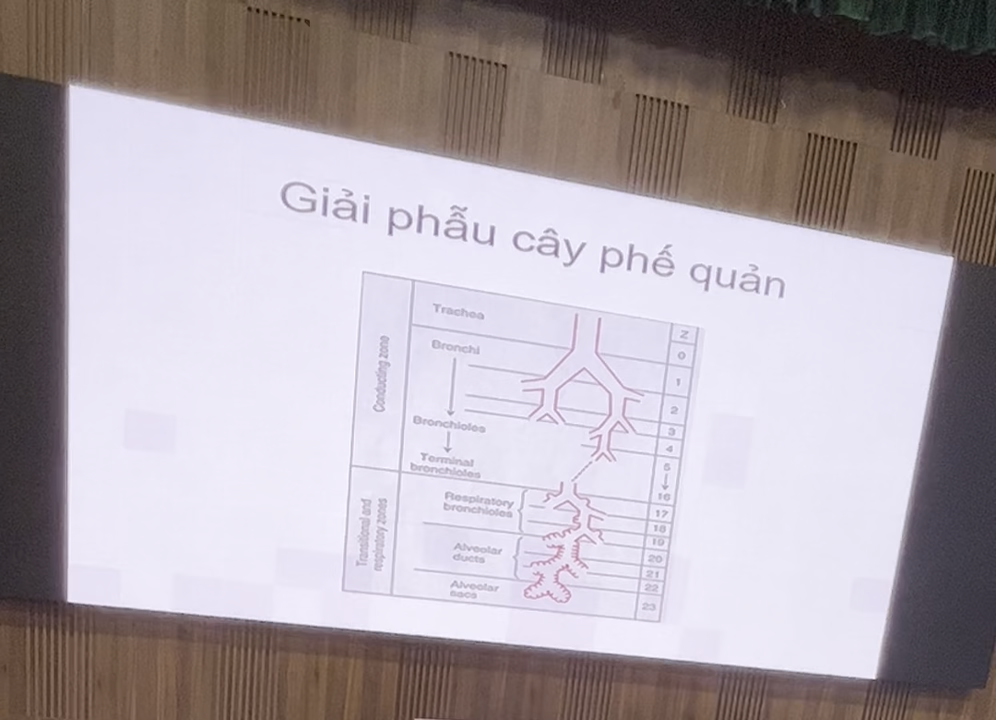 Giải phẫu cây phế quản
Conducting zone
Trachea
Bronchi
Bronchioles
Terminal
bronchioles
Transitional and
respiratory zones
Respiratory
bronchioles
Alveolar
ducts
Alveolar
sacs
Z
0
1
2
3
4
5
16
17
18
19
20
21
22
23